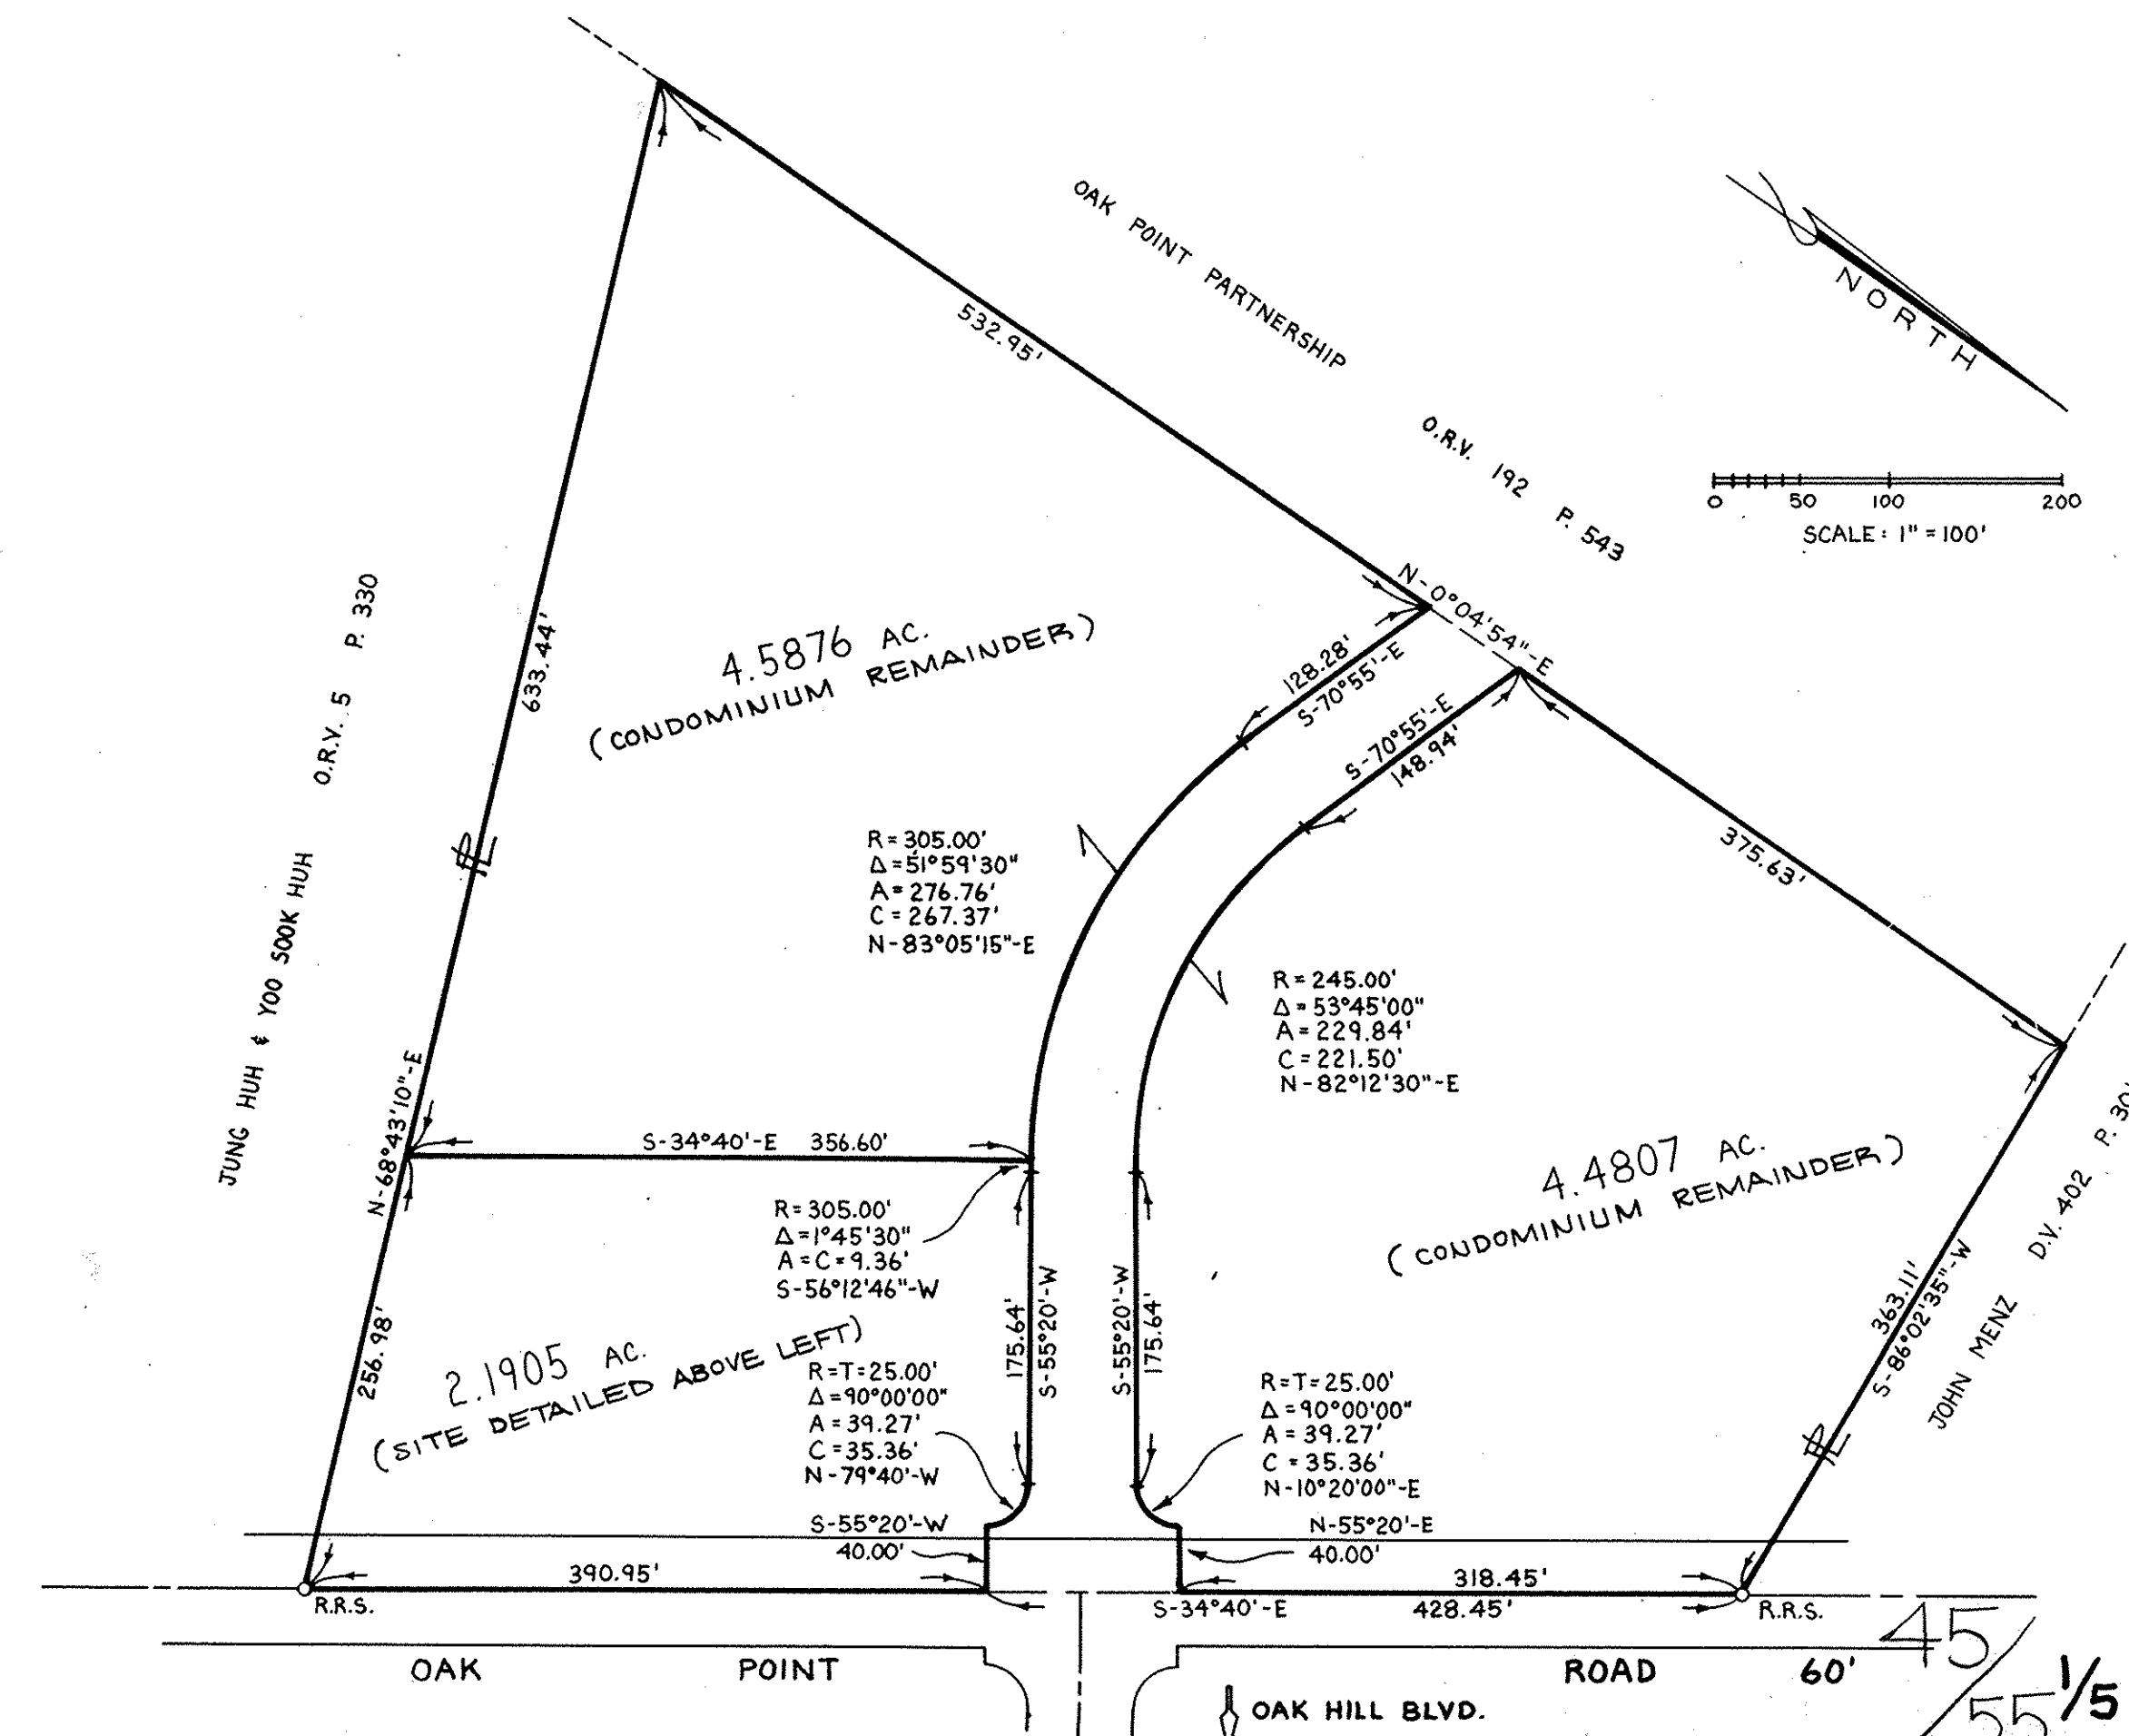 OAK POINT PARTNERSHIP
O.R.V. 192 P. 543
NORTH
0 50 100 200
SCALE : 1" = 100'
532.95'
JUNG HUH & YOO SOOK HUH O.R.V. 5 P. 330
633.44'
N-68°43'10"-E
256.98'
4.5876 AC.
(CONDOMINIUM REMAINDER)
N-0°04'54"-E
128.28'
S-70°55'-E
S-70°55'-E
148.94'
375.63'
R = 305.00'
Δ = 51°59'30"
A = 276.76'
C = 267.37'
N-83°05'15"-E
R = 245.00'
Δ = 53°45'00"
A = 229.84'
C = 221.50'
N-82°12'30"-E
S-34°40'-E 356.60'
4.4807 AC.
(CONDOMINIUM REMAINDER)
JOHN MENZ D.V. 402
363.11'
S-86°02'35"-W
R = 305.00'
Δ = 1°45'30"
A = C = 9.36'
S-56°12'46"-W
2.1905 AC.
(SITE DETAILED ABOVE LEFT)
175.64'
S-55°20'-W
S-55°20'-W
175.64'
R=T=25.00'
Δ = 90°00'00"
A = 39.27'
C = 35.36'
N-79°40'-W
R=T=25.00'
Δ = 90°00'00"
A = 39.27'
C = 35.36'
N-10°20'00"-E
S-55°20'-W
40.00'
N-55°20'-E
40.00'
390.95'
318.45'
R.R.S.
S-34°40'-E 428.45'
R.R.S.
OAK POINT ROAD 60'
OAK HILL BLVD.
45
55 1/5